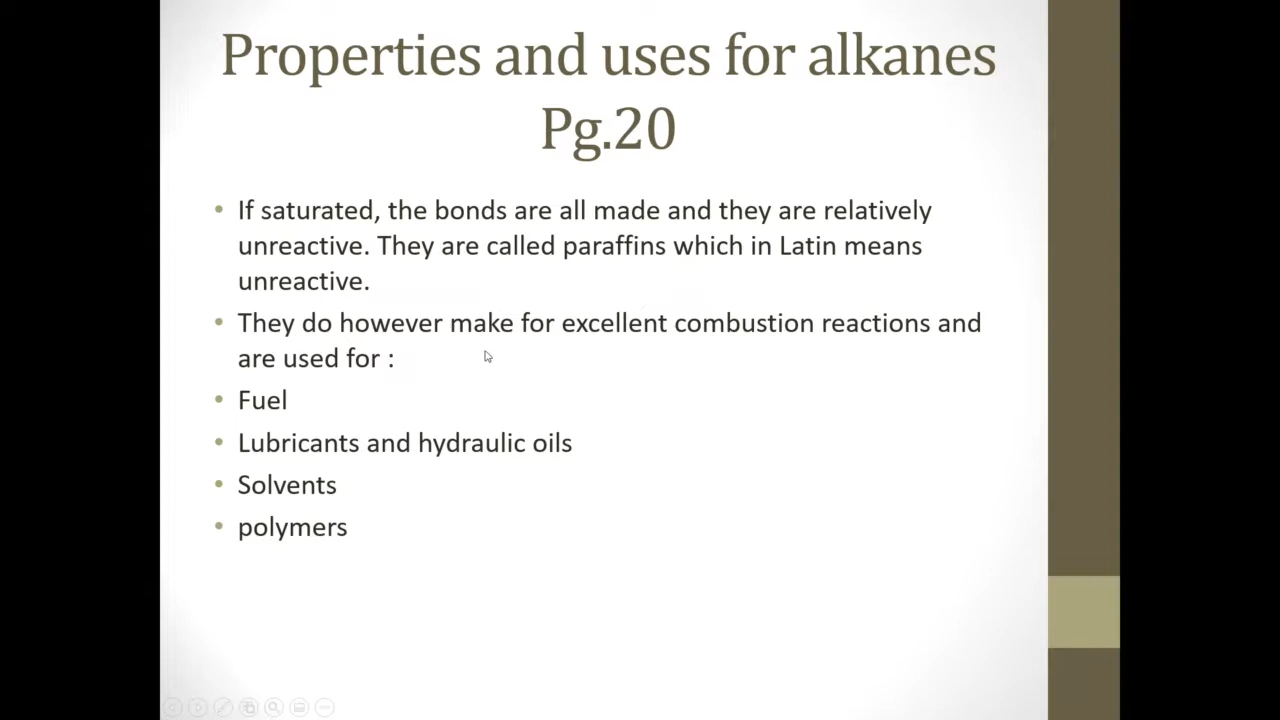 Properties and uses for alkanes
Pg.20
• If saturated, the bonds are all made and they are relatively
unreactive. They are called paraffins which in Latin means
unreactive.
• They do however make for excellent combustion reactions and
are used for :
• Fuel
• Lubricants and hydraulic oils
• Solvents
• polymers